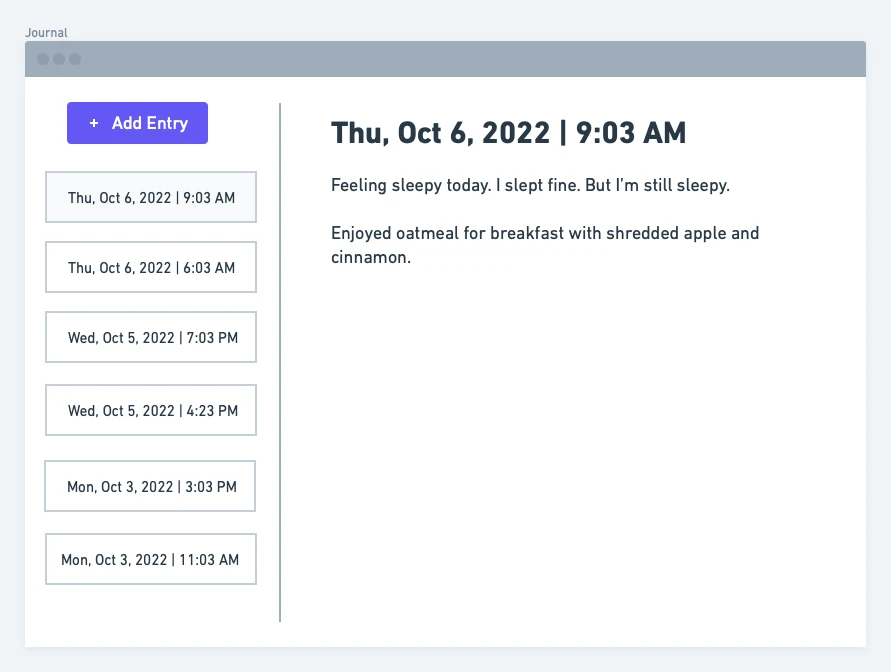 Journal
+ Add Entry
Thu, Oct 6, 2022 | 9:03 AM
Thu, Oct 6, 2022 | 6:03 AM
Wed, Oct 5, 2022 | 7:03 PM
Wed, Oct 5, 2022 | 4:23 PM
Mon, Oct 3, 2022 | 3:03 PM
Mon, Oct 3, 2022 | 11:03 AM
Thu, Oct 6, 2022 | 9:03 AM
Feeling sleepy today. I slept fine. But I’m still sleepy.
Enjoyed oatmeal for breakfast with shredded apple and
cinnamon.